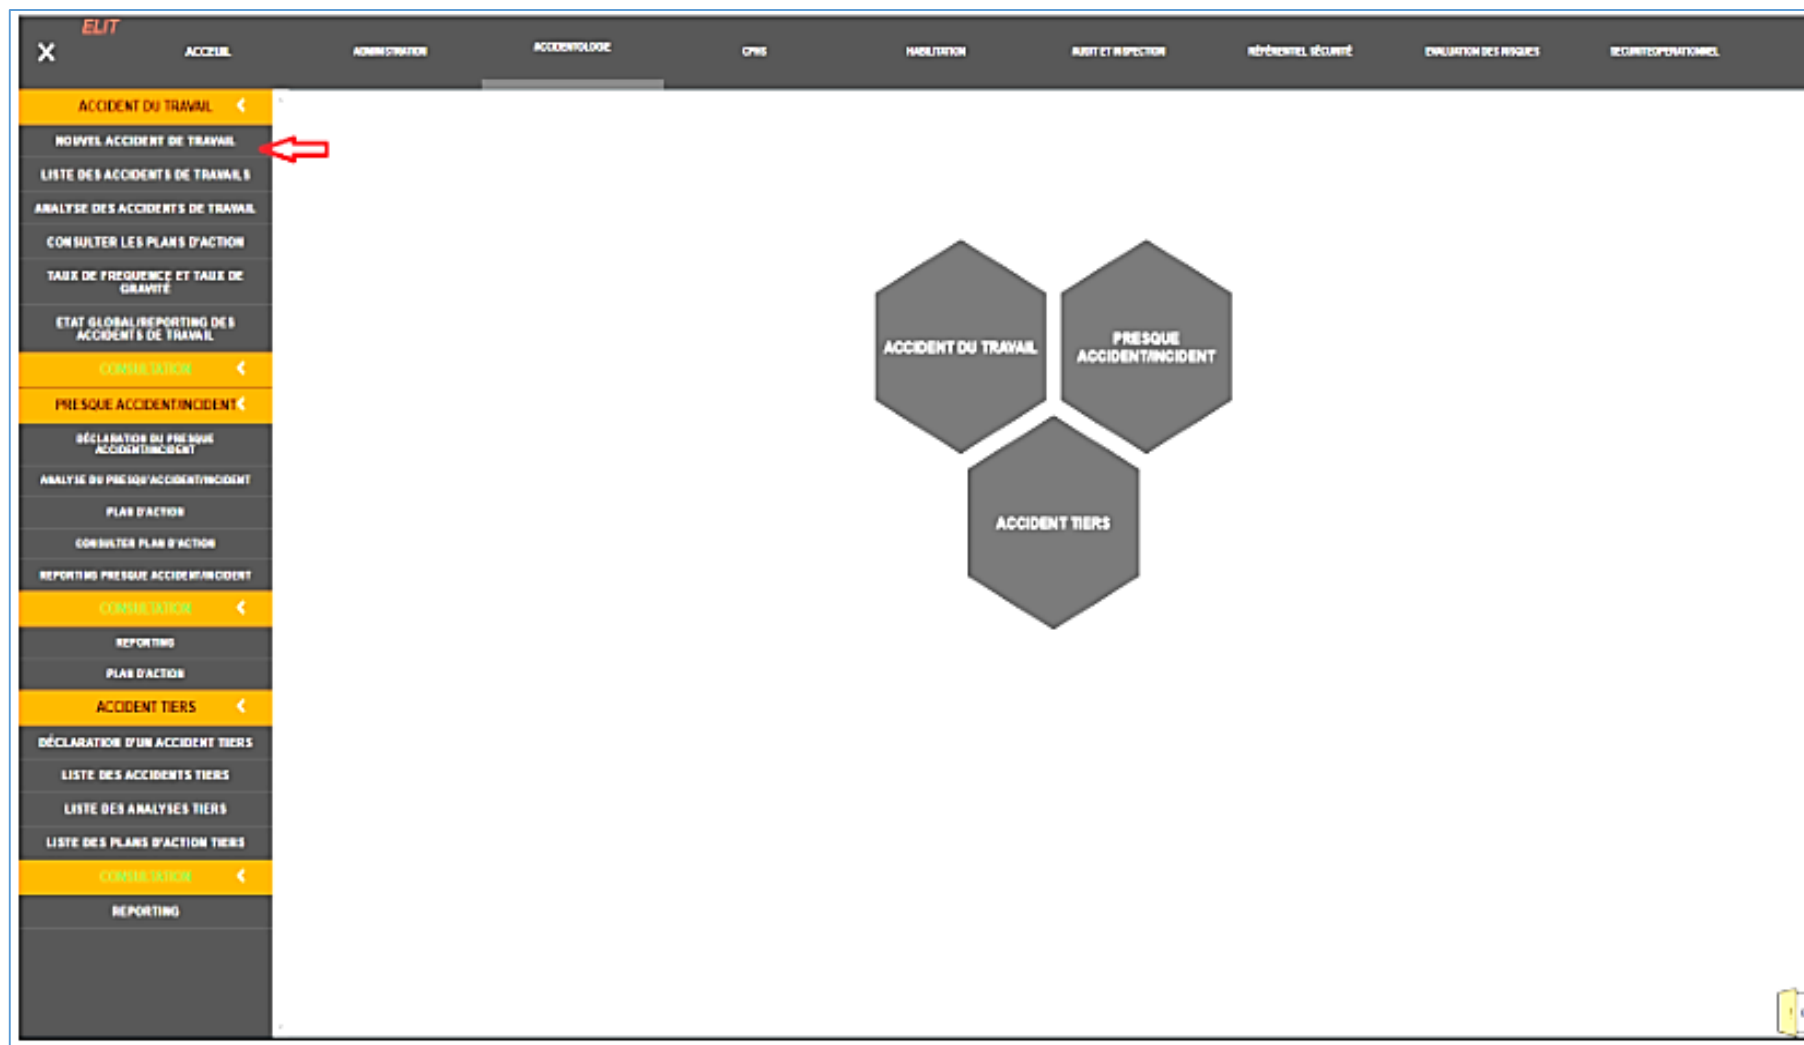 ELIT
ACCEUIL
ADMINISTRATION
ACCIDENTOLOGIE
CPHS
HABILITATION
AUDIT ET INSPECTION
RÉFÉRENTIEL SÉCURITÉ
EVALUATION DES RISQUES
SECURITEOPERATIONNEL
ACCIDENT DU TRAVAIL
NOUVEL ACCIDENT DE TRAVAIL
LISTE DES ACCIDENTS DE TRAVAILS
ANALYSE DES ACCIDENTS DE TRAVAIL
CONSULTER LES PLANS D'ACTION
TAUX DE FREQUENCE ET TAUX DE
GRAVITÉ
ETAT GLOBAL/REPORTING DES
ACCIDENTS DE TRAVAIL
CONSULTATION
PRESQUE ACCIDENT/INCIDENT
DÉCLARATION DU PRESQUE
ACCIDENT/INCIDENT
ANALYSE DU PRESQU'ACCIDENT/INCIDENT
PLAN D'ACTION
CONSULTER PLAN D'ACTION
REPORTING PRESQUE ACCIDENT/INCIDENT
CONSULTATION
REPORTING
PLAN D'ACTION
ACCIDENT TIERS
DÉCLARATION D'UN ACCIDENT TIERS
LISTE DES ACCIDENTS TIERS
LISTE DES ANALYSES TIERS
LISTE DES PLANS D'ACTION TIERS
CONSULTATION
REPORTING
ACCIDENT DU TRAVAIL
PRESQUE
ACCIDENT/INCIDENT
ACCIDENT TIERS